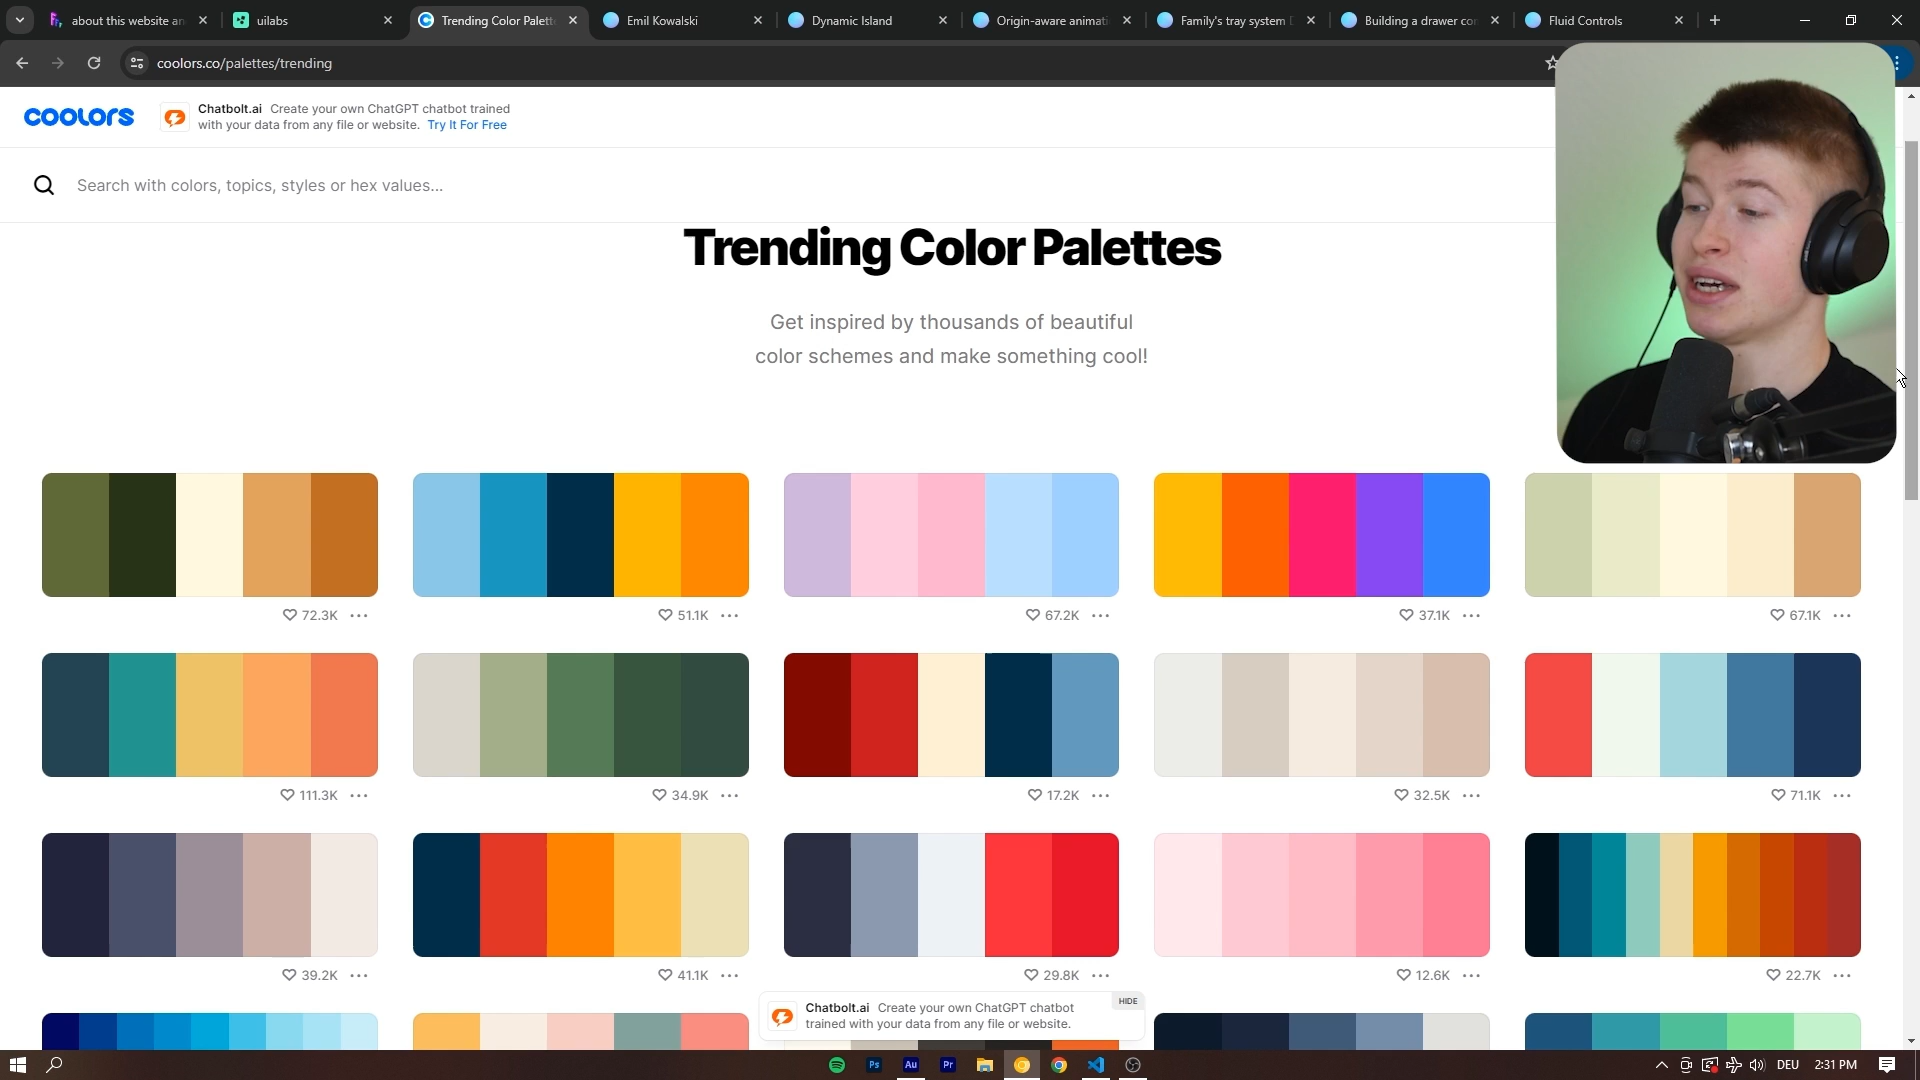 about this website an
uilabs
Trending Color Palett
Emil Kowalski
Dynamic Island
Origin-aware animati
Family's tray system D
Building a drawer co
Fluid Controls
coolors.co/palettes/trending
coolors
Chatbolt.ai Create your own ChatGPT chatbot trained
with your data from any file or website. Try It For Free
Search with colors, topics, styles or hex values...
Trending Color Palettes
Get inspired by thousands of beautiful
color schemes and make something cool!
72.3K
51.1K
67.2K
37.1K
67.1K
111.3K
34.9K
17.2K
32.5K
71.1K
39.2K
41.1K
29.8K
12.6K
22.7K
HIDE
Chatbolt.ai Create your own ChatGPT chatbot
trained with your data from any file or website.
Ps
Au
Pr
DEU
2:31 PM